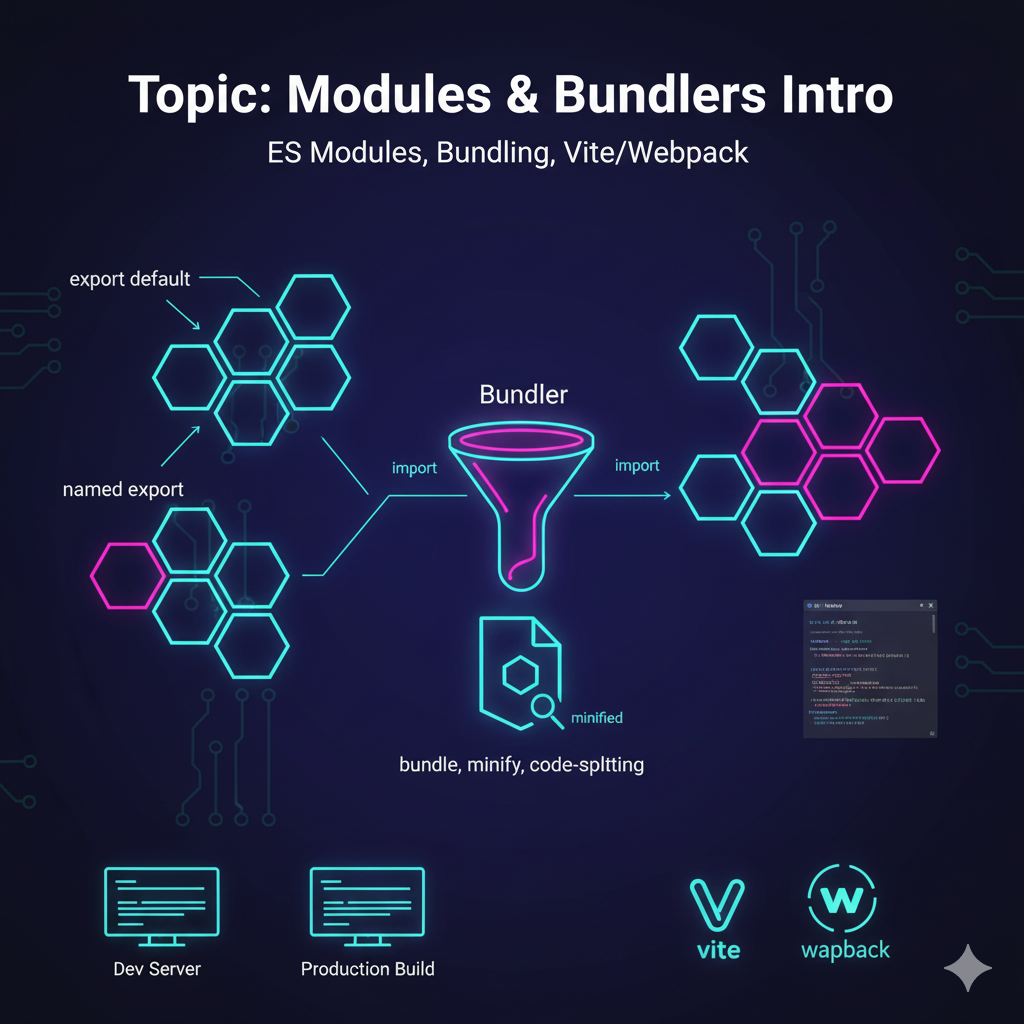 Topic: Modules & Bundlers Intro
ES Modules, Bundling, Vite/Webpack
export default
named export
Bundler
import
import
minified
bundle, minify, code-spltting
Dev Server
Production Build
vite
wapback